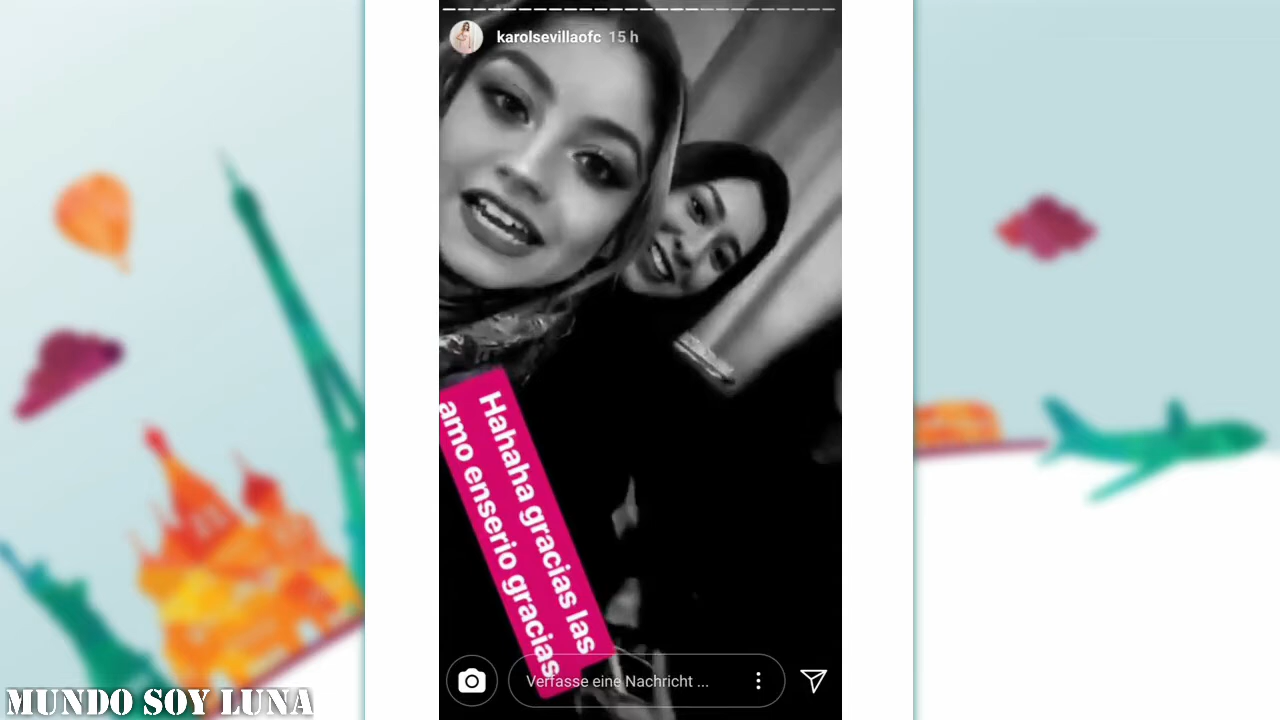 karolsevillaofc 15 h
Hahaha gracias las
amo enserio gracias
Verfasse eine Nachricht ...
MUNDO SOY LUNA